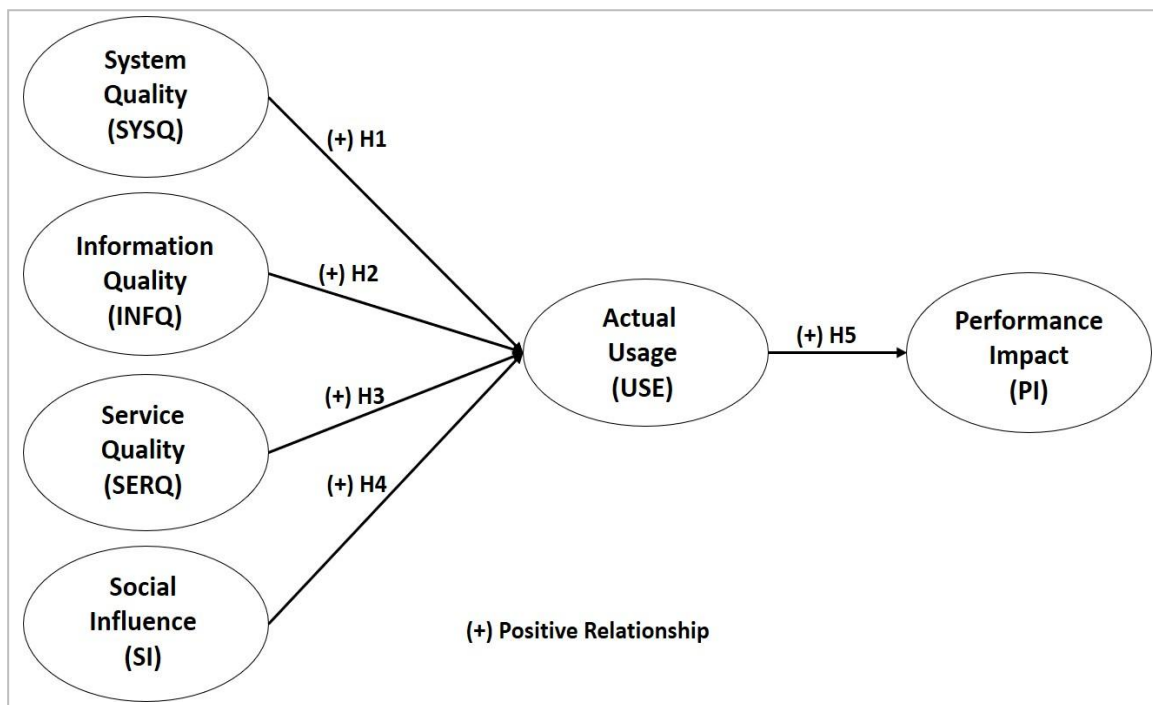 System
Quality
(SYSQ)
(+) H1
Information
Quality
(INFQ)
(+) H2
Service
Quality
(SERQ)
(+) H3
Social
Influence
(SI)
(+) H4
Actual
Usage
(USE)
(+) H5
Performance
Impact
(PI)
(+) Positive Relationship